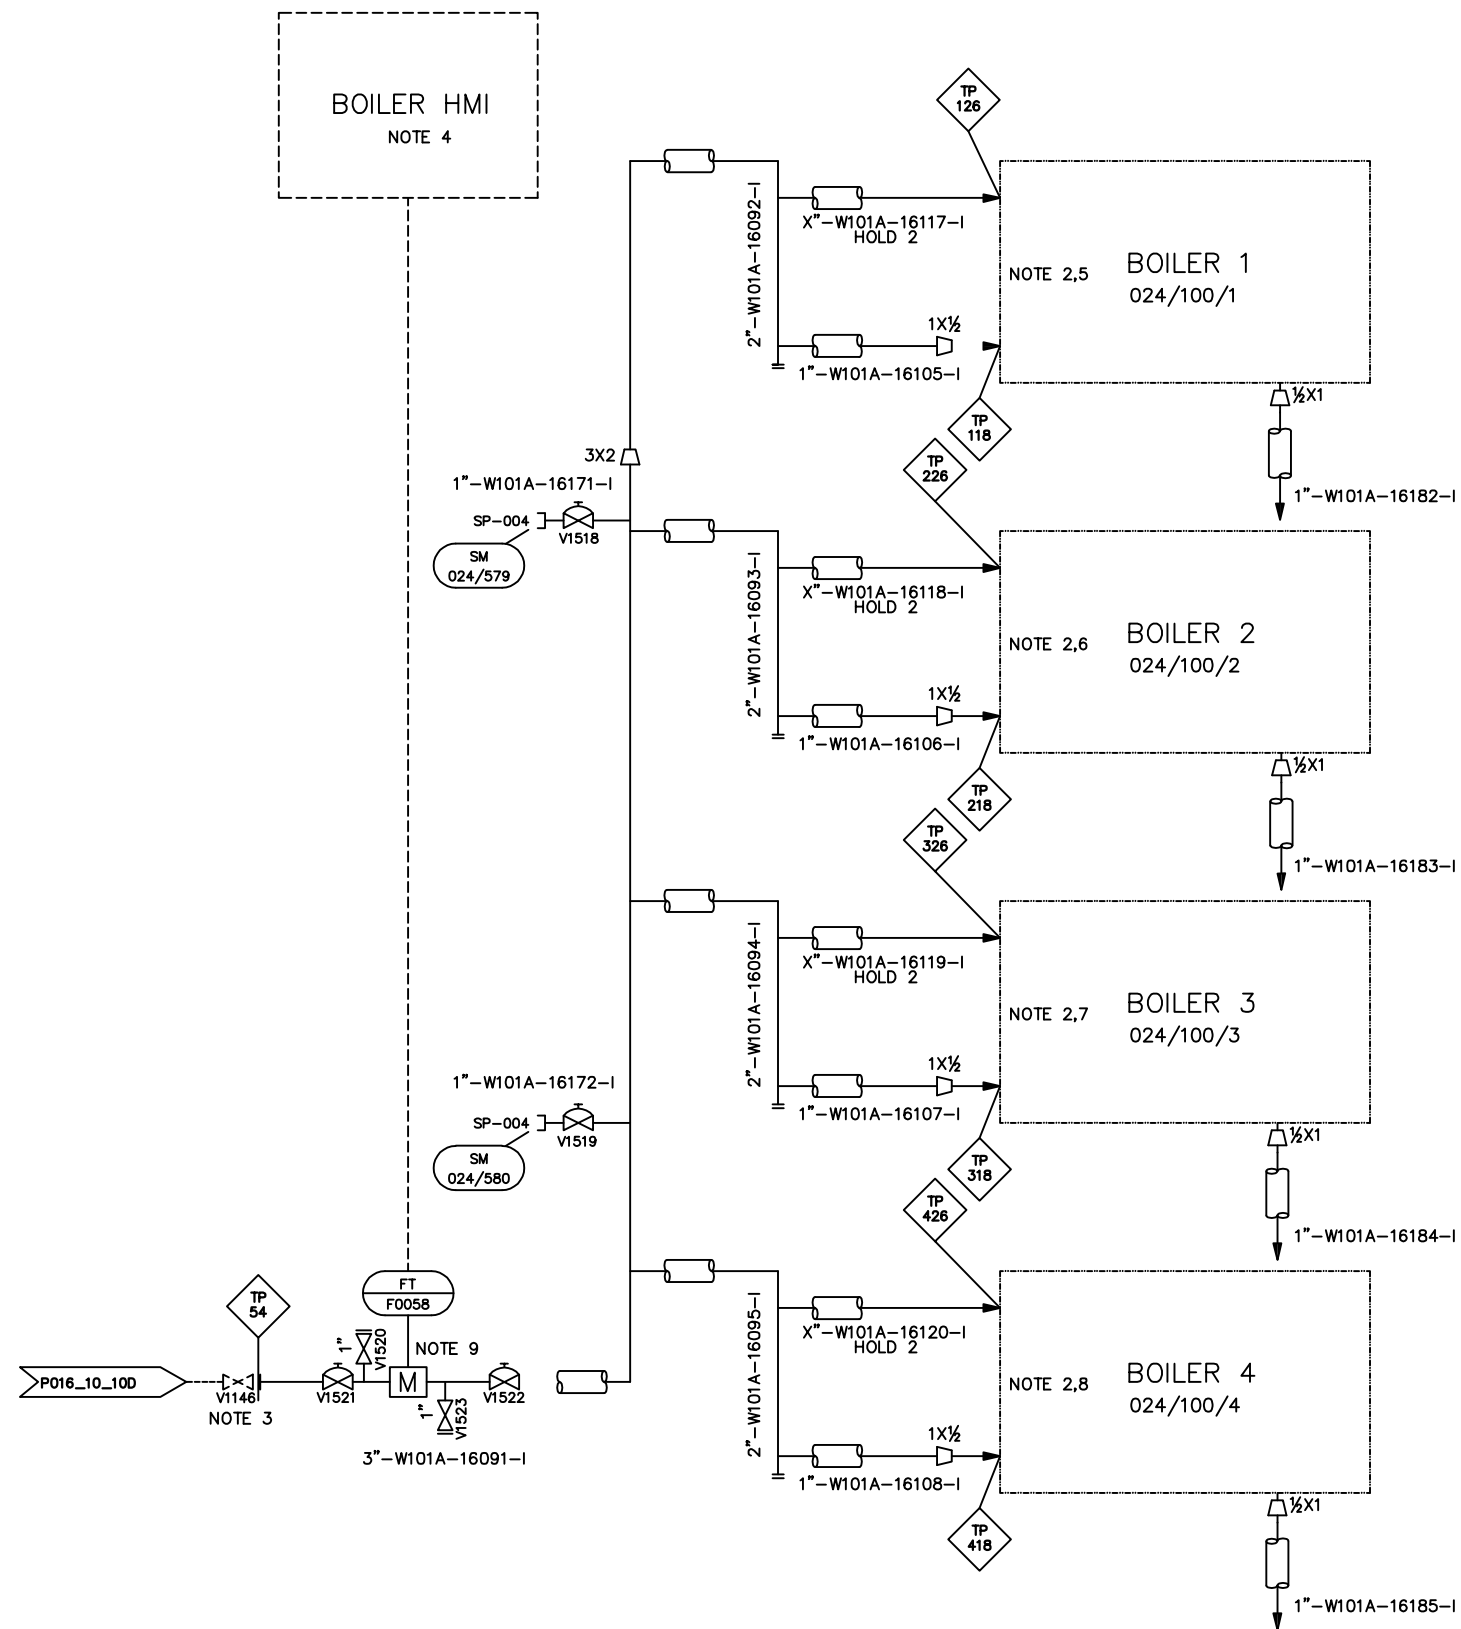 BOILER HMI
NOTE 4
TP
126
2"-W101A-16092-I
X"-W101A-16117-I
HOLD 2
NOTE 2,5
BOILER 1
024/100/1
1X½
1"-W101A-16105-I
½X1
TP
118
3X2
TP
226
1"-W101A-16171-I
1"-W101A-16182-I
SP-004
V1518
SM
024/579
2"-W101A-16093-I
X"-W101A-16118-I
HOLD 2
NOTE 2,6
BOILER 2
024/100/2
1X½
1"-W101A-16106-I
½X1
TP
218
TP
326
1"-W101A-16183-I
2"-W101A-16094-I
X"-W101A-16119-I
HOLD 2
NOTE 2,7
BOILER 3
024/100/3
1X½
1"-W101A-16107-I
1"-W101A-16172-I
SP-004
V1519
SM
024/580
½X1
TP
318
TP
426
1"-W101A-16184-I
FT
F0058
TP
54
2"-W101A-16095-I
X"-W101A-16120-I
HOLD 2
NOTE 2,8
BOILER 4
024/100/4
1"
V1520
NOTE 9
P016_10_10D
V1146
NOTE 3
V1521
M
V1522
1"
V1523
3"-W101A-16091-I
1X½
1"-W101A-16108-I
½X1
TP
418
1"-W101A-16185-I